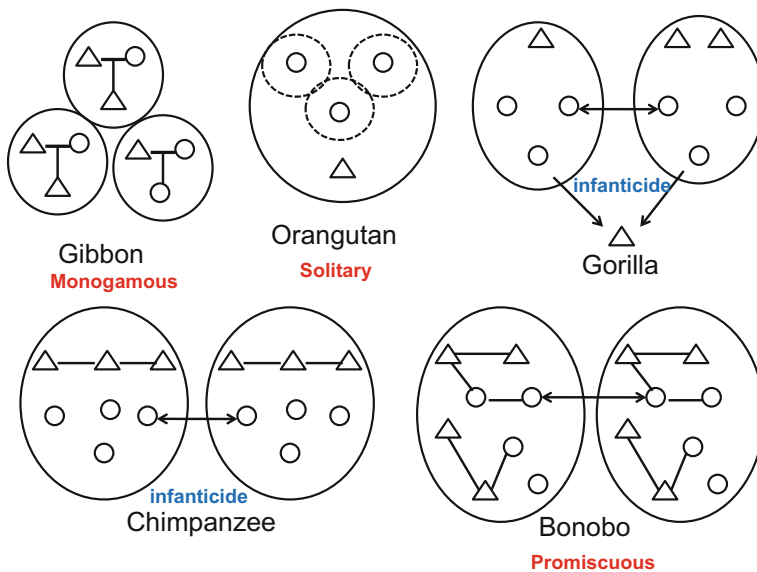 Gibbon
Monogamous
Orangutan
Solitary
infanticide
Gorilla
infanticide
Chimpanzee
Bonobo
Promiscuous